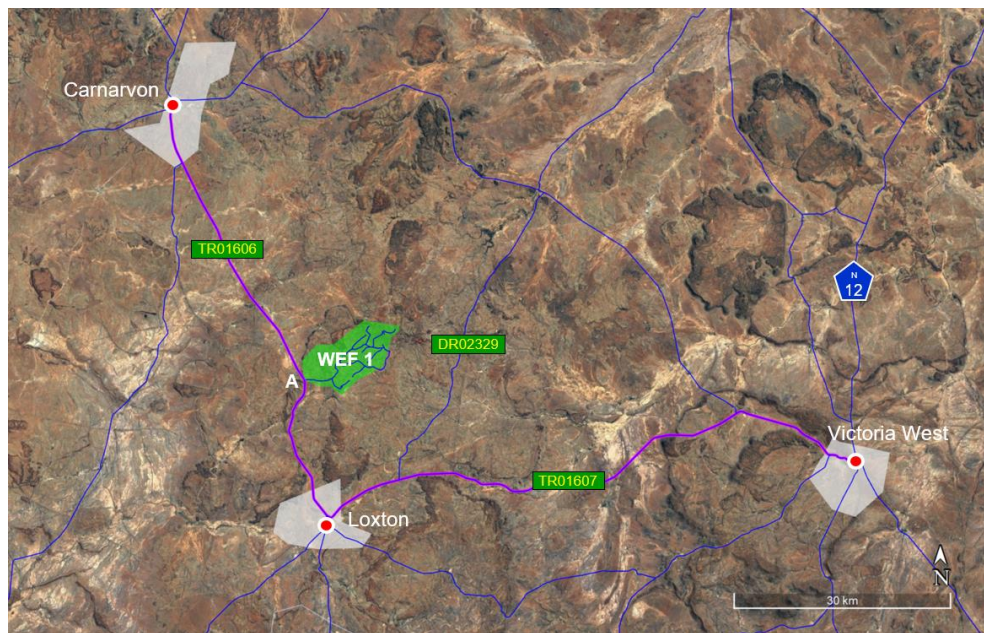 Carnarvon
TR01606
N
12
WEF 1
DR02329
A
Victoria West
TR01607
Loxton
N
30 km